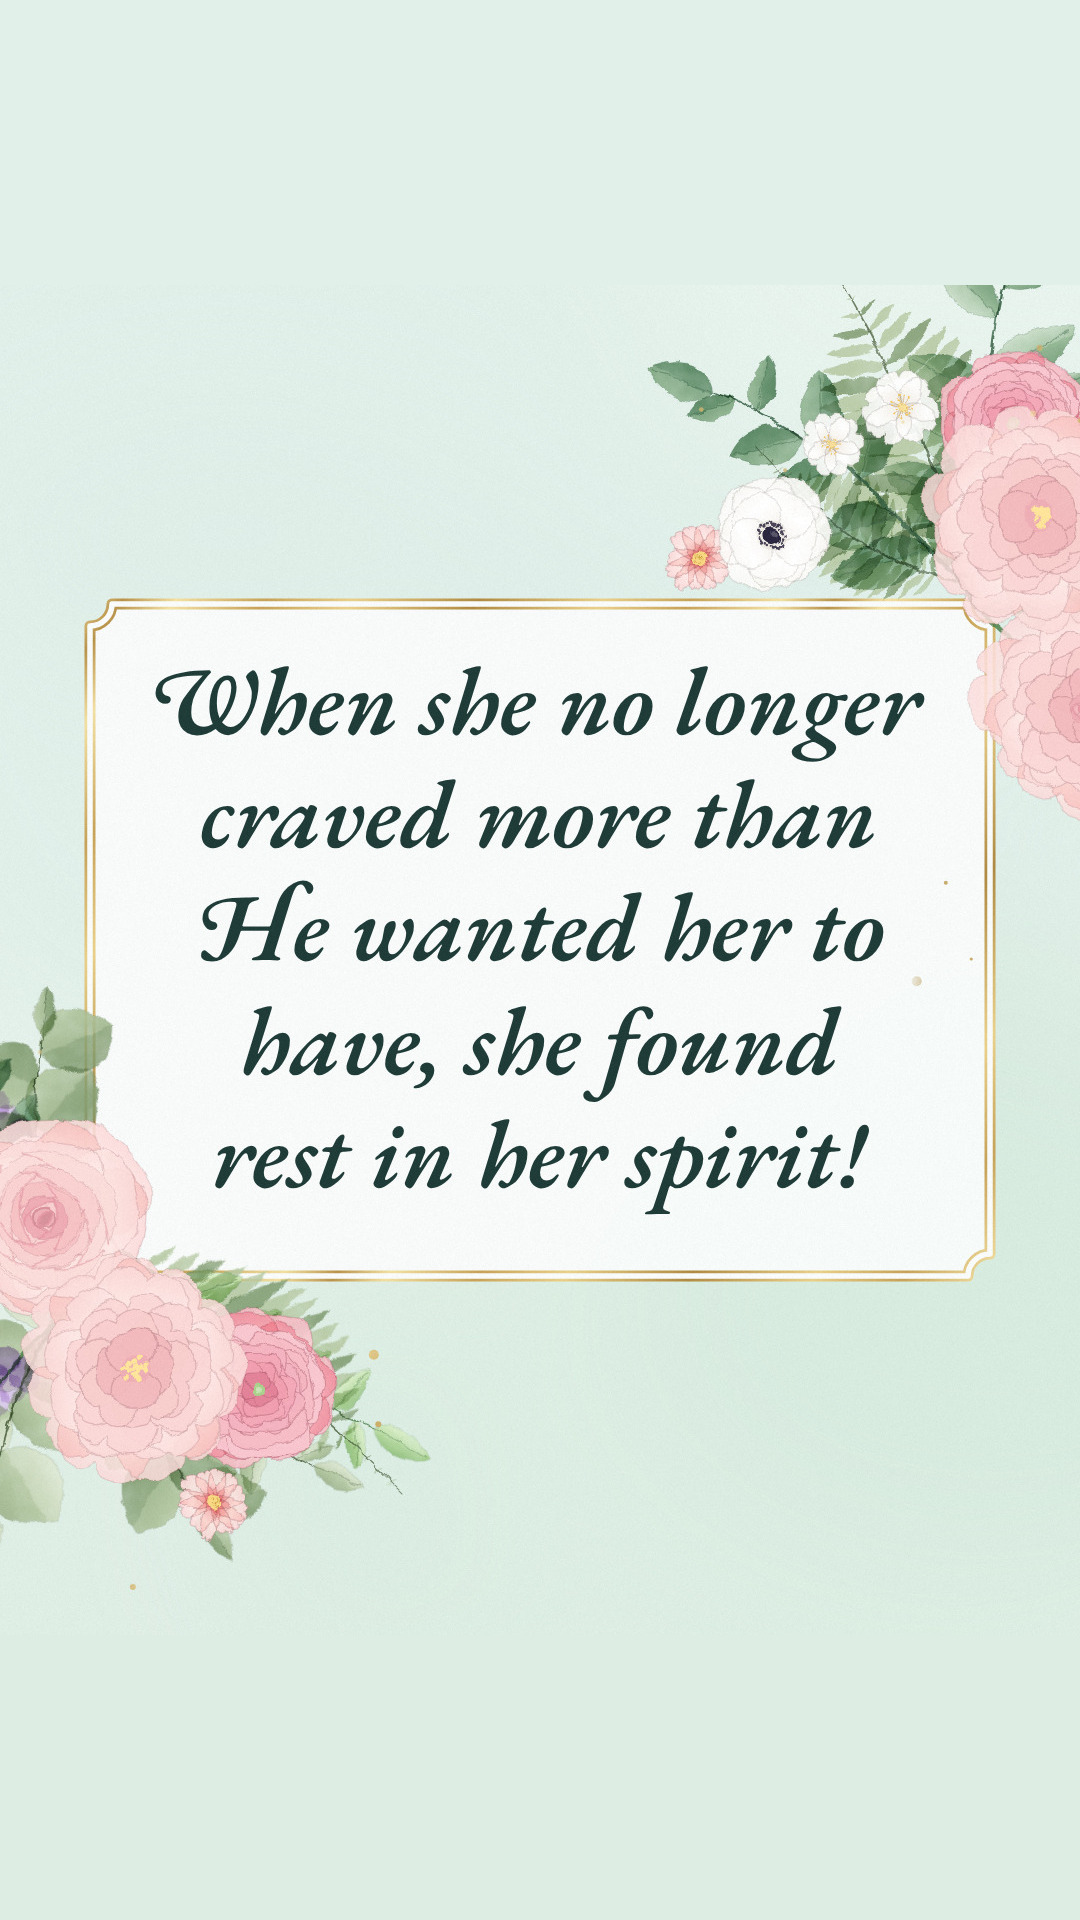 When she no longer
craved more than
He wanted her to
have, she found
rest in her spirit!